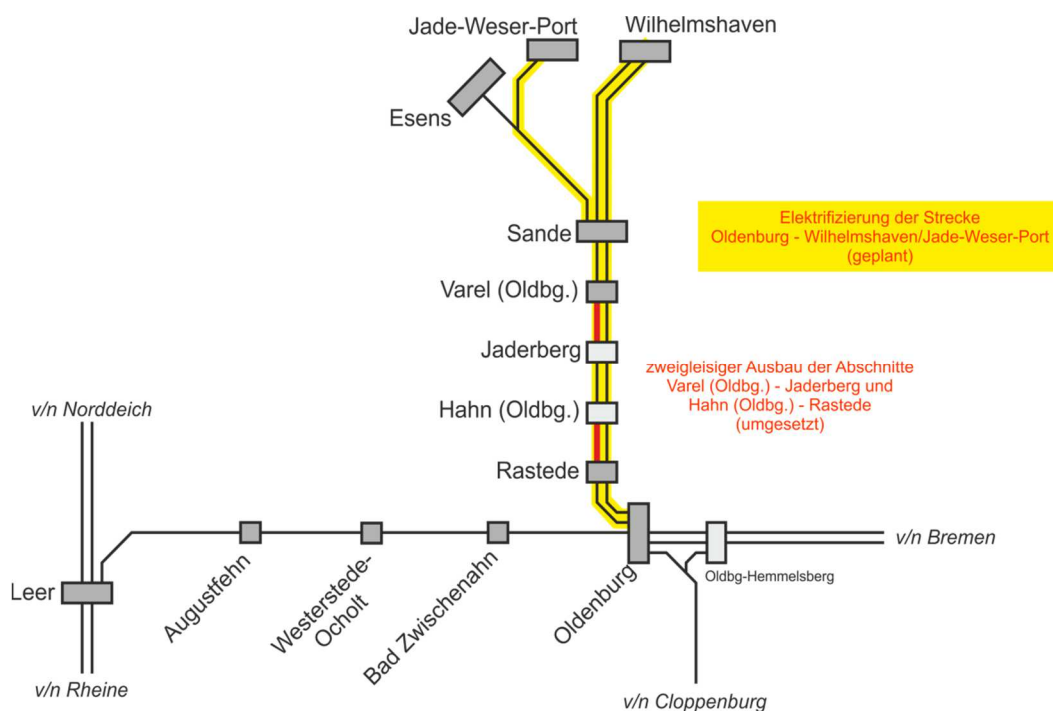 Jade-Weser-Port
Wilhelmshaven
Esens
Sande
Elektrifizierung der Strecke
Oldenburg - Wilhelmshaven/Jade-Weser-Port
(geplant)
Varel (Oldbg.)
Jaderberg
zweigleisiger Ausbau der Abschnitte
Varel (Oldbg.) - Jaderberg und
Hahn (Oldbg.) - Rastede
(umgesetzt)
v/n Norddeich
Hahn (Oldbg.)
Rastede
v/n Bremen
Oldbg-Hemmelsberg
Leer
Augustfehn
Westerstede-
Ocholt
Bad Zwischenahn
Oldenburg
v/n Rheine
v/n Cloppenburg